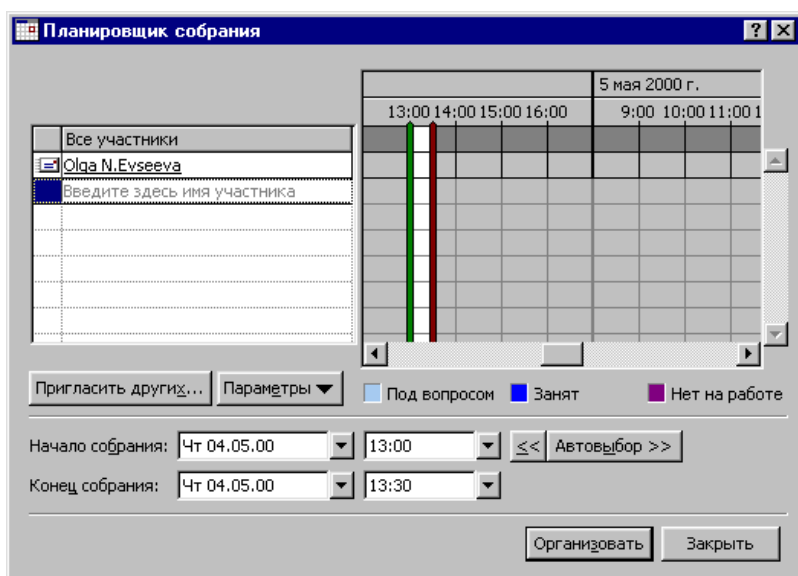 Планировщик собрания
5 мая 2000 г.
13:00 14:00 15:00 16:00 9:00 10:00 11:00 1
Все участники
Olga N.Evseeva
Введите здесь имя участника
Пригласить других... Параметры
Под вопросом Занят Нет на работе
Начало собрания: Чт 04.05.00 13:00 << Автовыбор >>
Конец собрания: Чт 04.05.00 13:30
Организовать Закрыть